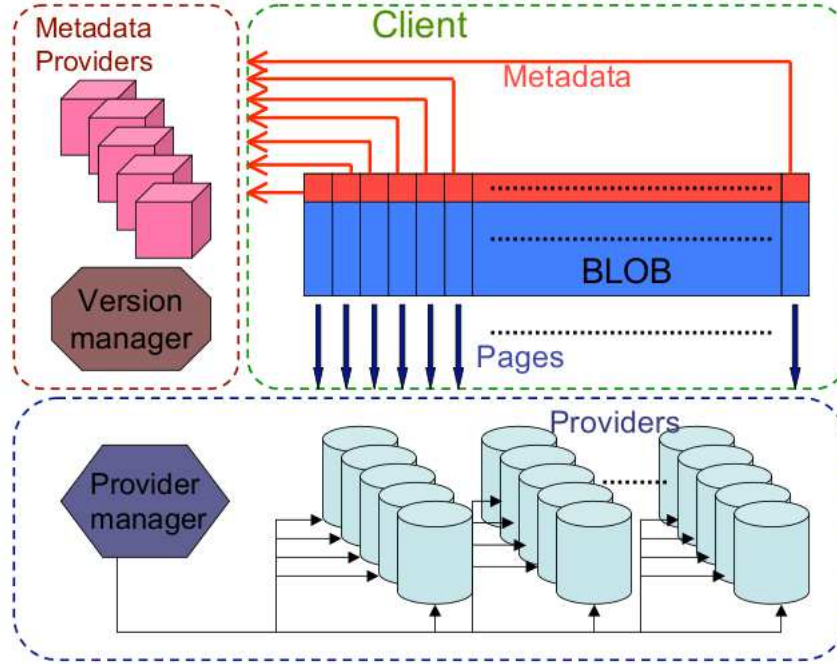 Metadata
Providers
Client
Metadata
BLOB
Version
manager
Pages
Providers
Provider
manager